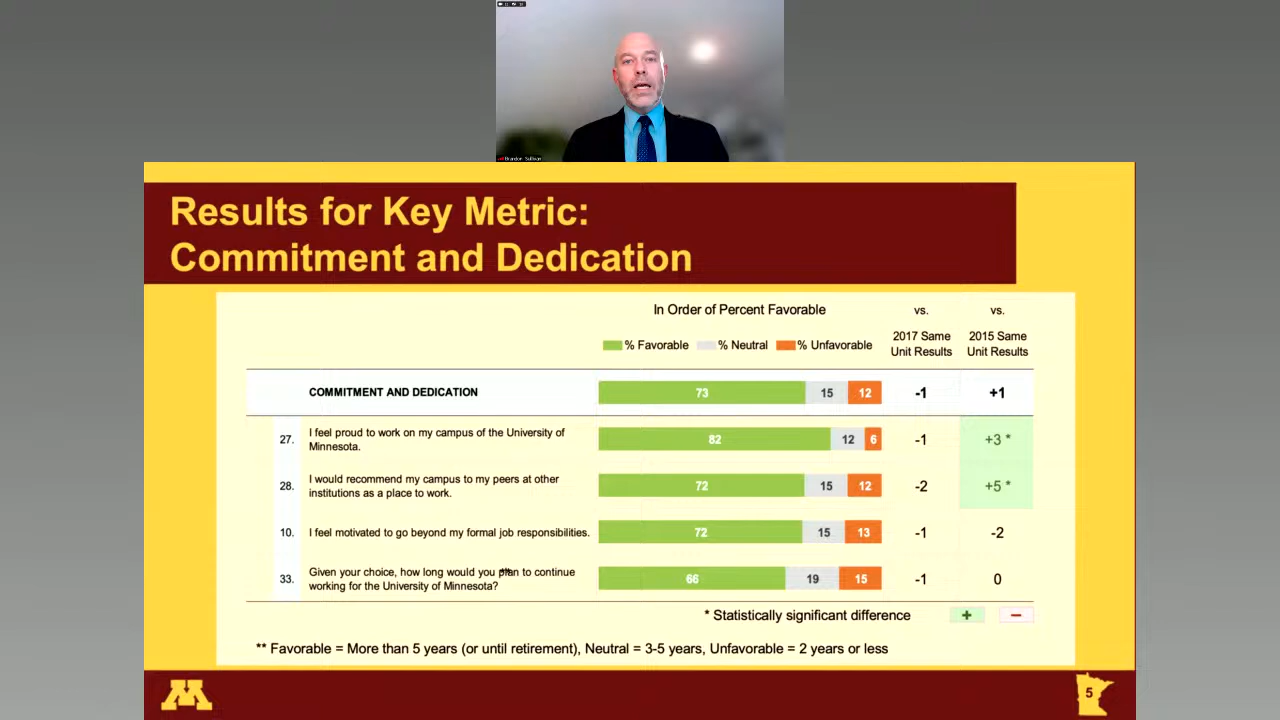 Brandon Sullivan
Results for Key Metric:
Commitment and Dedication
In Order of Percent Favorable
vs.
vs.
% Favorable
% Neutral
% Unfavorable
2017 Same
Unit Results
2015 Same
Unit Results
COMMITMENT AND DEDICATION
73
15
12
-1
+1
27.
I feel proud to work on my campus of the University of
Minnesota.
82
12
6
-1
+3 *
28.
I would recommend my campus to my peers at other
institutions as a place to work.
72
15
12
-2
+5 *
10.
I feel motivated to go beyond my formal job responsibilities.
72
15
13
-1
-2
33.
Given your choice, how long would you plan to continue
working for the University of Minnesota?
**
66
19
15
-1
0
* Statistically significant difference
+
−
** Favorable = More than 5 years (or until retirement), Neutral = 3-5 years, Unfavorable = 2 years or less
M
5